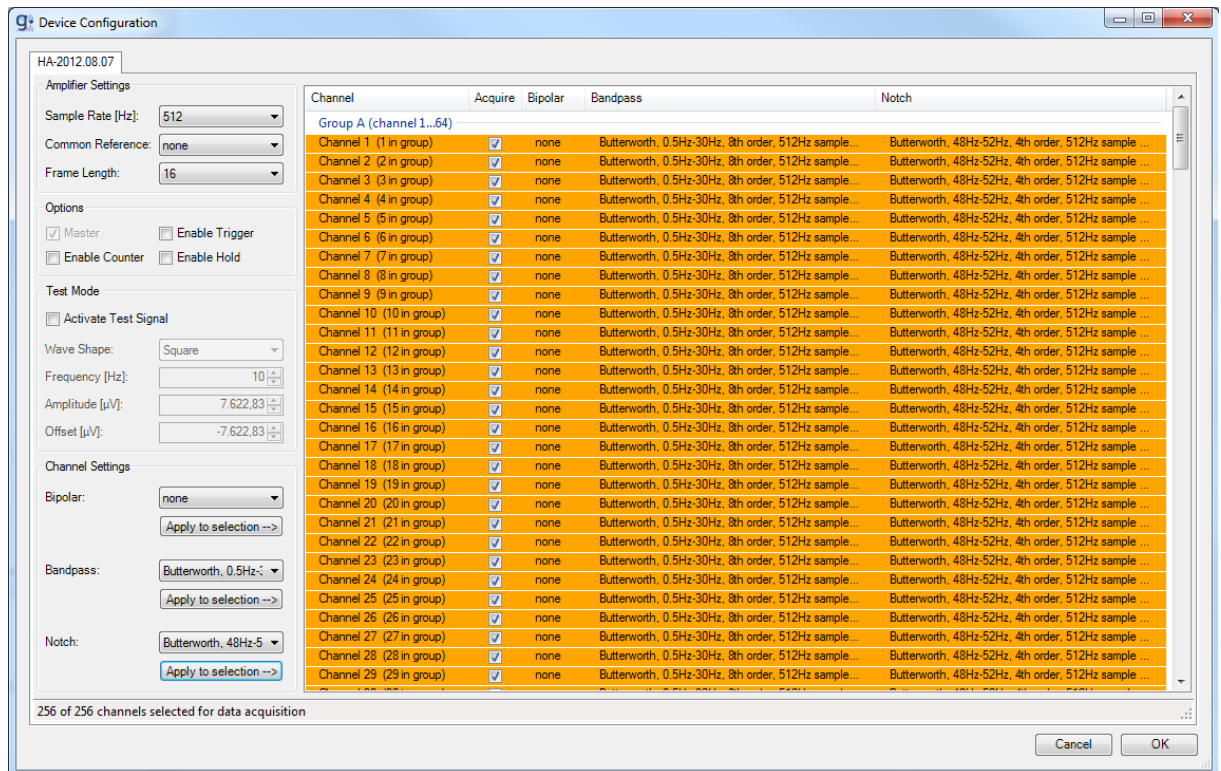 Device Configuration
HA-2012.08.07
Amplifier Settings
Sample Rate [Hz]: 512
Common Reference: none
Frame Length: 16
Options
Master Enable Trigger
Enable Counter Enable Hold
Test Mode
Activate Test Signal
Wave Shape: Square
Frequency [Hz]: 10
Amplitude [µV]: 7.622,83
Offset [µV]: -7.622,83
Channel Settings
Bipolar: none
Apply to selection -->
Bandpass: Butterworth, 0.5Hz-
Apply to selection -->
Notch: Butterworth, 48Hz-5
Apply to selection -->
Channel Acquire Bipolar Bandpass Notch
Group A (channel 1...64)
Channel 1 (1 in group) none Butterworth, 0.5Hz-30Hz, 8th order, 512Hz sample... Butterworth, 48Hz-52Hz, 4th order, 512Hz sample ...
Channel 2 (2 in group) none Butterworth, 0.5Hz-30Hz, 8th order, 512Hz sample... Butterworth, 48Hz-52Hz, 4th order, 512Hz sample ...
Channel 3 (3 in group) none Butterworth, 0.5Hz-30Hz, 8th order, 512Hz sample... Butterworth, 48Hz-52Hz, 4th order, 512Hz sample ...
Channel 4 (4 in group) none Butterworth, 0.5Hz-30Hz, 8th order, 512Hz sample... Butterworth, 48Hz-52Hz, 4th order, 512Hz sample ...
Channel 5 (5 in group) none Butterworth, 0.5Hz-30Hz, 8th order, 512Hz sample... Butterworth, 48Hz-52Hz, 4th order, 512Hz sample ...
Channel 6 (6 in group) none Butterworth, 0.5Hz-30Hz, 8th order, 512Hz sample... Butterworth, 48Hz-52Hz, 4th order, 512Hz sample ...
Channel 7 (7 in group) none Butterworth, 0.5Hz-30Hz, 8th order, 512Hz sample... Butterworth, 48Hz-52Hz, 4th order, 512Hz sample ...
Channel 8 (8 in group) none Butterworth, 0.5Hz-30Hz, 8th order, 512Hz sample... Butterworth, 48Hz-52Hz, 4th order, 512Hz sample ...
Channel 9 (9 in group) none Butterworth, 0.5Hz-30Hz, 8th order, 512Hz sample... Butterworth, 48Hz-52Hz, 4th order, 512Hz sample ...
Channel 10 (10 in group) none Butterworth, 0.5Hz-30Hz, 8th order, 512Hz sample... Butterworth, 48Hz-52Hz, 4th order, 512Hz sample ...
Channel 11 (11 in group) none Butterworth, 0.5Hz-30Hz, 8th order, 512Hz sample... Butterworth, 48Hz-52Hz, 4th order, 512Hz sample ...
Channel 12 (12 in group) none Butterworth, 0.5Hz-30Hz, 8th order, 512Hz sample... Butterworth, 48Hz-52Hz, 4th order, 512Hz sample ...
Channel 13 (13 in group) none Butterworth, 0.5Hz-30Hz, 8th order, 512Hz sample... Butterworth, 48Hz-52Hz, 4th order, 512Hz sample ...
Channel 14 (14 in group) none Butterworth, 0.5Hz-30Hz, 8th order, 512Hz sample... Butterworth, 48Hz-52Hz, 4th order, 512Hz sample ...
Channel 15 (15 in group) none Butterworth, 0.5Hz-30Hz, 8th order, 512Hz sample... Butterworth, 48Hz-52Hz, 4th order, 512Hz sample ...
Channel 16 (16 in group) none Butterworth, 0.5Hz-30Hz, 8th order, 512Hz sample... Butterworth, 48Hz-52Hz, 4th order, 512Hz sample ...
Channel 17 (17 in group) none Butterworth, 0.5Hz-30Hz, 8th order, 512Hz sample... Butterworth, 48Hz-52Hz, 4th order, 512Hz sample ...
Channel 18 (18 in group) none Butterworth, 0.5Hz-30Hz, 8th order, 512Hz sample... Butterworth, 48Hz-52Hz, 4th order, 512Hz sample ...
Channel 19 (19 in group) none Butterworth, 0.5Hz-30Hz, 8th order, 512Hz sample... Butterworth, 48Hz-52Hz, 4th order, 512Hz sample ...
Channel 20 (20 in group) none Butterworth, 0.5Hz-30Hz, 8th order, 512Hz sample... Butterworth, 48Hz-52Hz, 4th order, 512Hz sample ...
Channel 21 (21 in group) none Butterworth, 0.5Hz-30Hz, 8th order, 512Hz sample... Butterworth, 48Hz-52Hz, 4th order, 512Hz sample ...
Channel 22 (22 in group) none Butterworth, 0.5Hz-30Hz, 8th order, 512Hz sample... Butterworth, 48Hz-52Hz, 4th order, 512Hz sample ...
Channel 23 (23 in group) none Butterworth, 0.5Hz-30Hz, 8th order, 512Hz sample... Butterworth, 48Hz-52Hz, 4th order, 512Hz sample ...
Channel 24 (24 in group) none Butterworth, 0.5Hz-30Hz, 8th order, 512Hz sample... Butterworth, 48Hz-52Hz, 4th order, 512Hz sample ...
Channel 25 (25 in group) none Butterworth, 0.5Hz-30Hz, 8th order, 512Hz sample... Butterworth, 48Hz-52Hz, 4th order, 512Hz sample ...
Channel 26 (26 in group) none Butterworth, 0.5Hz-30Hz, 8th order, 512Hz sample... Butterworth, 48Hz-52Hz, 4th order, 512Hz sample ...
Channel 27 (27 in group) none Butterworth, 0.5Hz-30Hz, 8th order, 512Hz sample... Butterworth, 48Hz-52Hz, 4th order, 512Hz sample ...
Channel 28 (28 in group) none Butterworth, 0.5Hz-30Hz, 8th order, 512Hz sample... Butterworth, 48Hz-52Hz, 4th order, 512Hz sample ...
Channel 29 (29 in group) none Butterworth, 0.5Hz-30Hz, 8th order, 512Hz sample... Butterworth, 48Hz-52Hz, 4th order, 512Hz sample ...
256 of 256 channels selected for data acquisition
Cancel OK